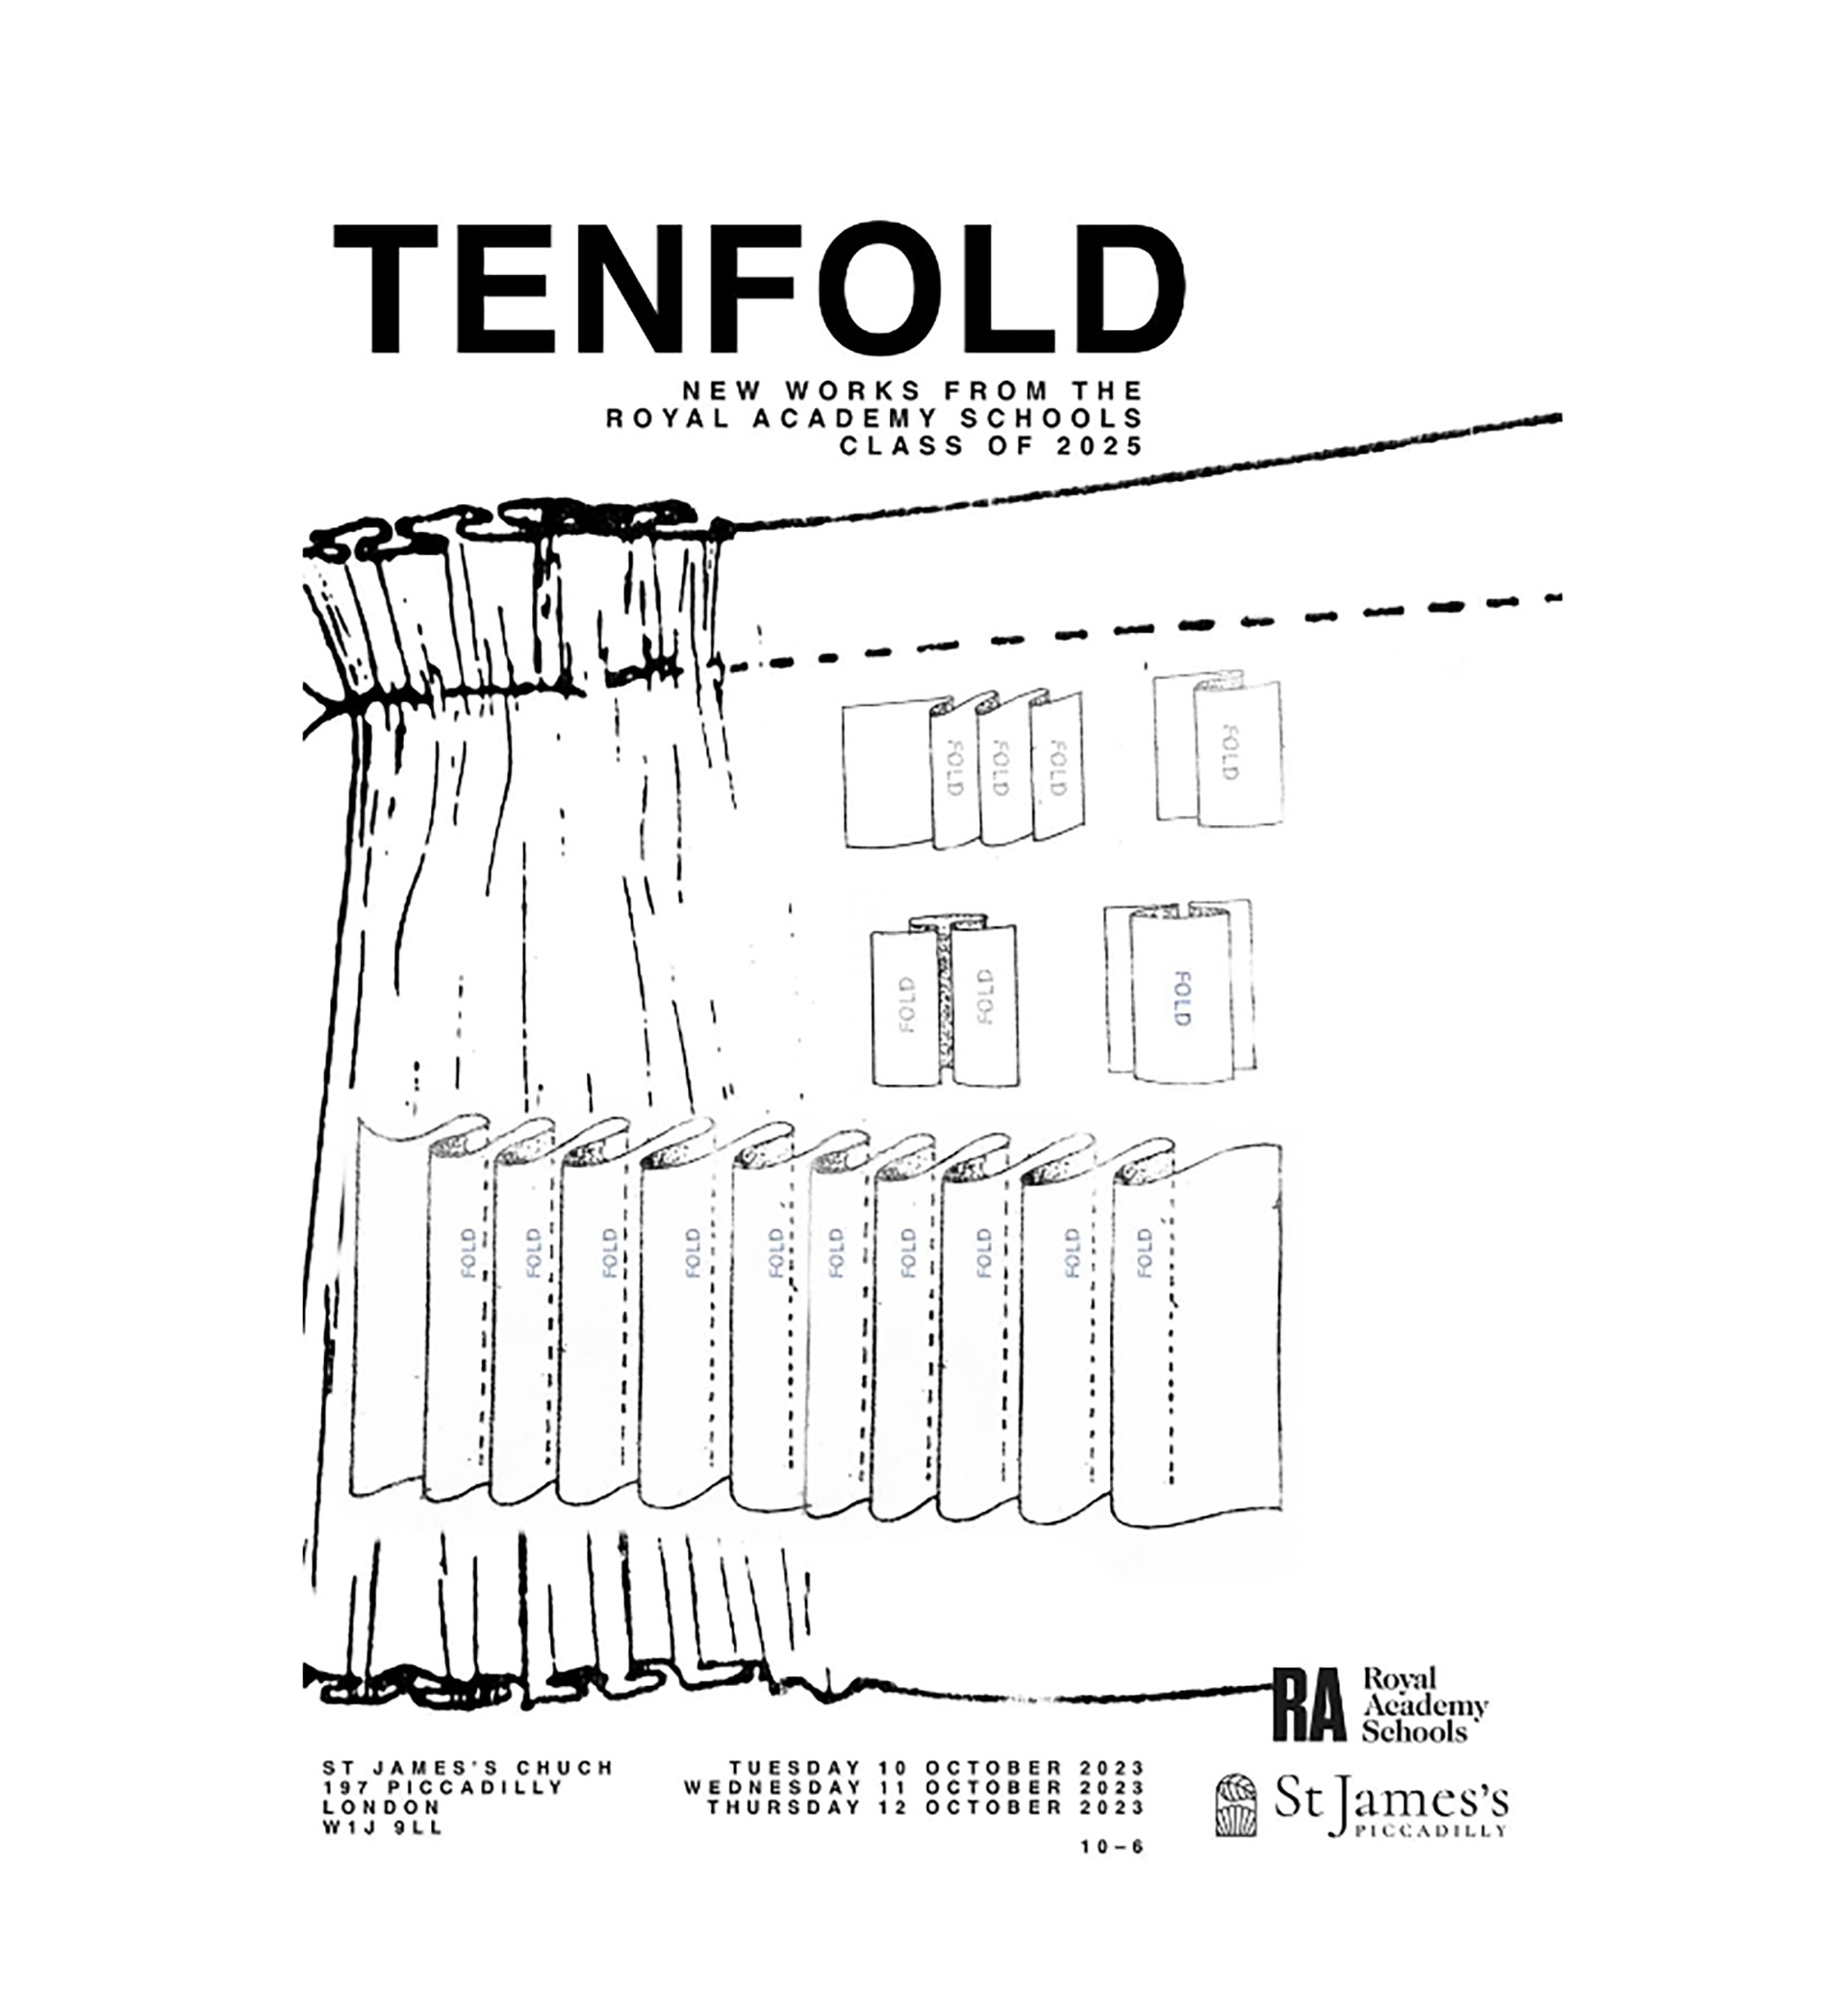 TENFOLD
NEW WORKS FROM THE
ROYAL ACADEMY SCHOOLS
CLASS OF 2025
FOLD FOLD FOLD
FOLD
FOLD FOLD
FOLD
FOLD FOLD FOLD FOLD FOLD FOLD FOLD FOLD FOLD FOLD
RA
Royal
Academy
Schools
ST JAMES'S CHUCH
197 PICCADILLY
LONDON
W1J 9LL
TUESDAY 10 OCTOBER 2023
WEDNESDAY 11 OCTOBER 2023
THURSDAY 12 OCTOBER 2023
10–6
St James's
PICCADILLY